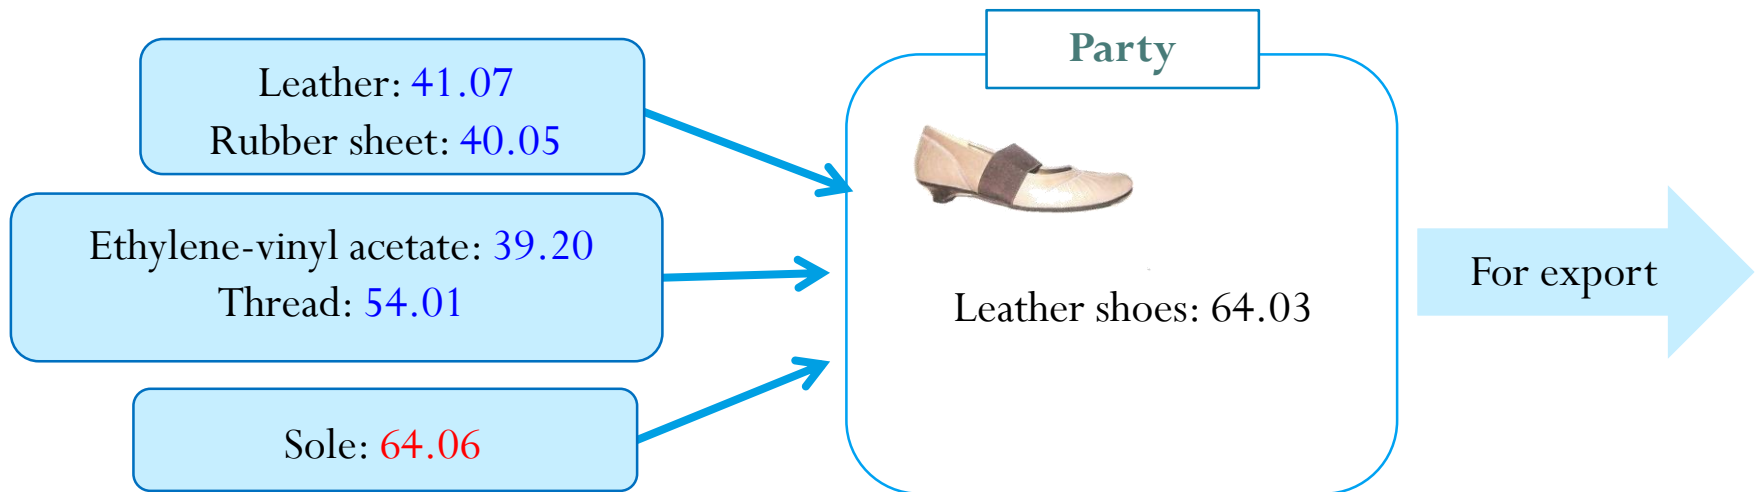 Leather: 41.07
Rubber sheet: 40.05
Ethylene-vinyl acetate: 39.20
Thread: 54.01
Sole: 64.06
Party
Leather shoes: 64.03
For export